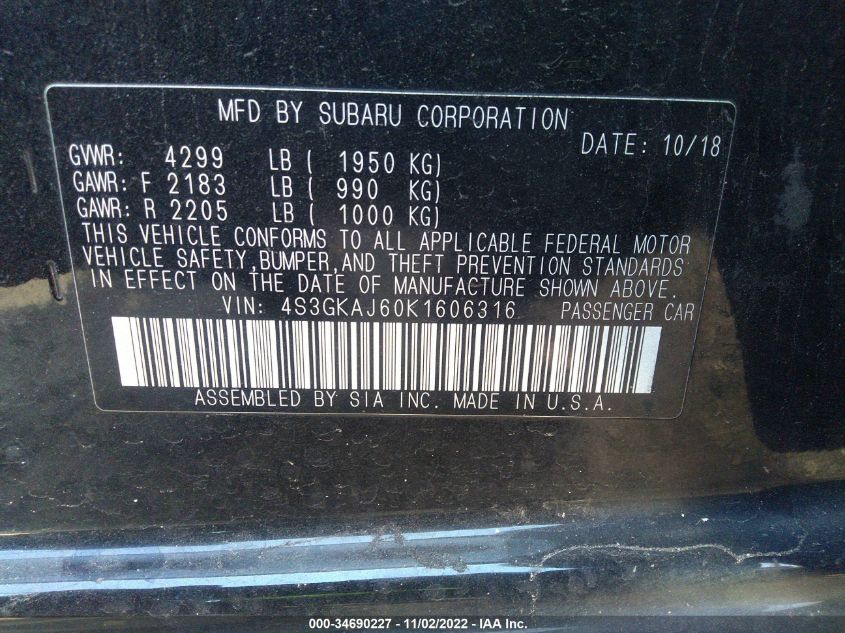 MFD BY SUBARU CORPORATION
DATE: 10/18
GVWR: 4299 LB ( 1950 KG)
GAWR: F 2183 LB ( 990 KG)
GAWR: R 2205 LB ( 1000 KG)
THIS VEHICLE CONFORMS TO ALL APPLICABLE FEDERAL MOTOR
VEHICLE SAFETY,BUMPER,AND THEFT PREVENTION STANDARDS
IN EFFECT ON THE DATE OF MANUFACTURE SHOWN ABOVE.
VIN: 4S3GKAJ60K1606316 PASSENGER CAR
ASSEMBLED BY SIA INC. MADE IN U.S.A.
000-34690227 - 11/02/2022 - IAA Inc.